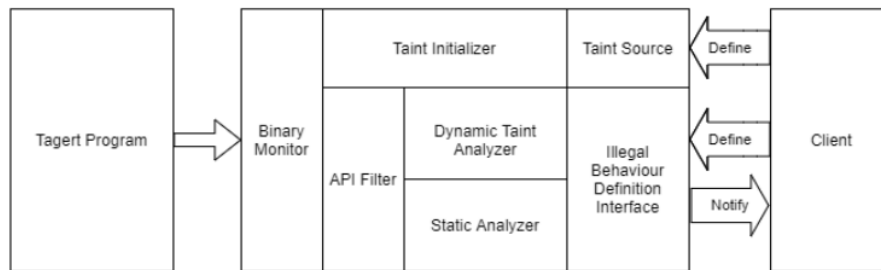 Tagert Program
Binary
Monitor
Taint Initializer
Taint Source
API Filter
Dynamic Taint
Analyzer
Static Analyzer
Illegal
Behaviour
Definition
Interface
Define
Define
Notify
Client